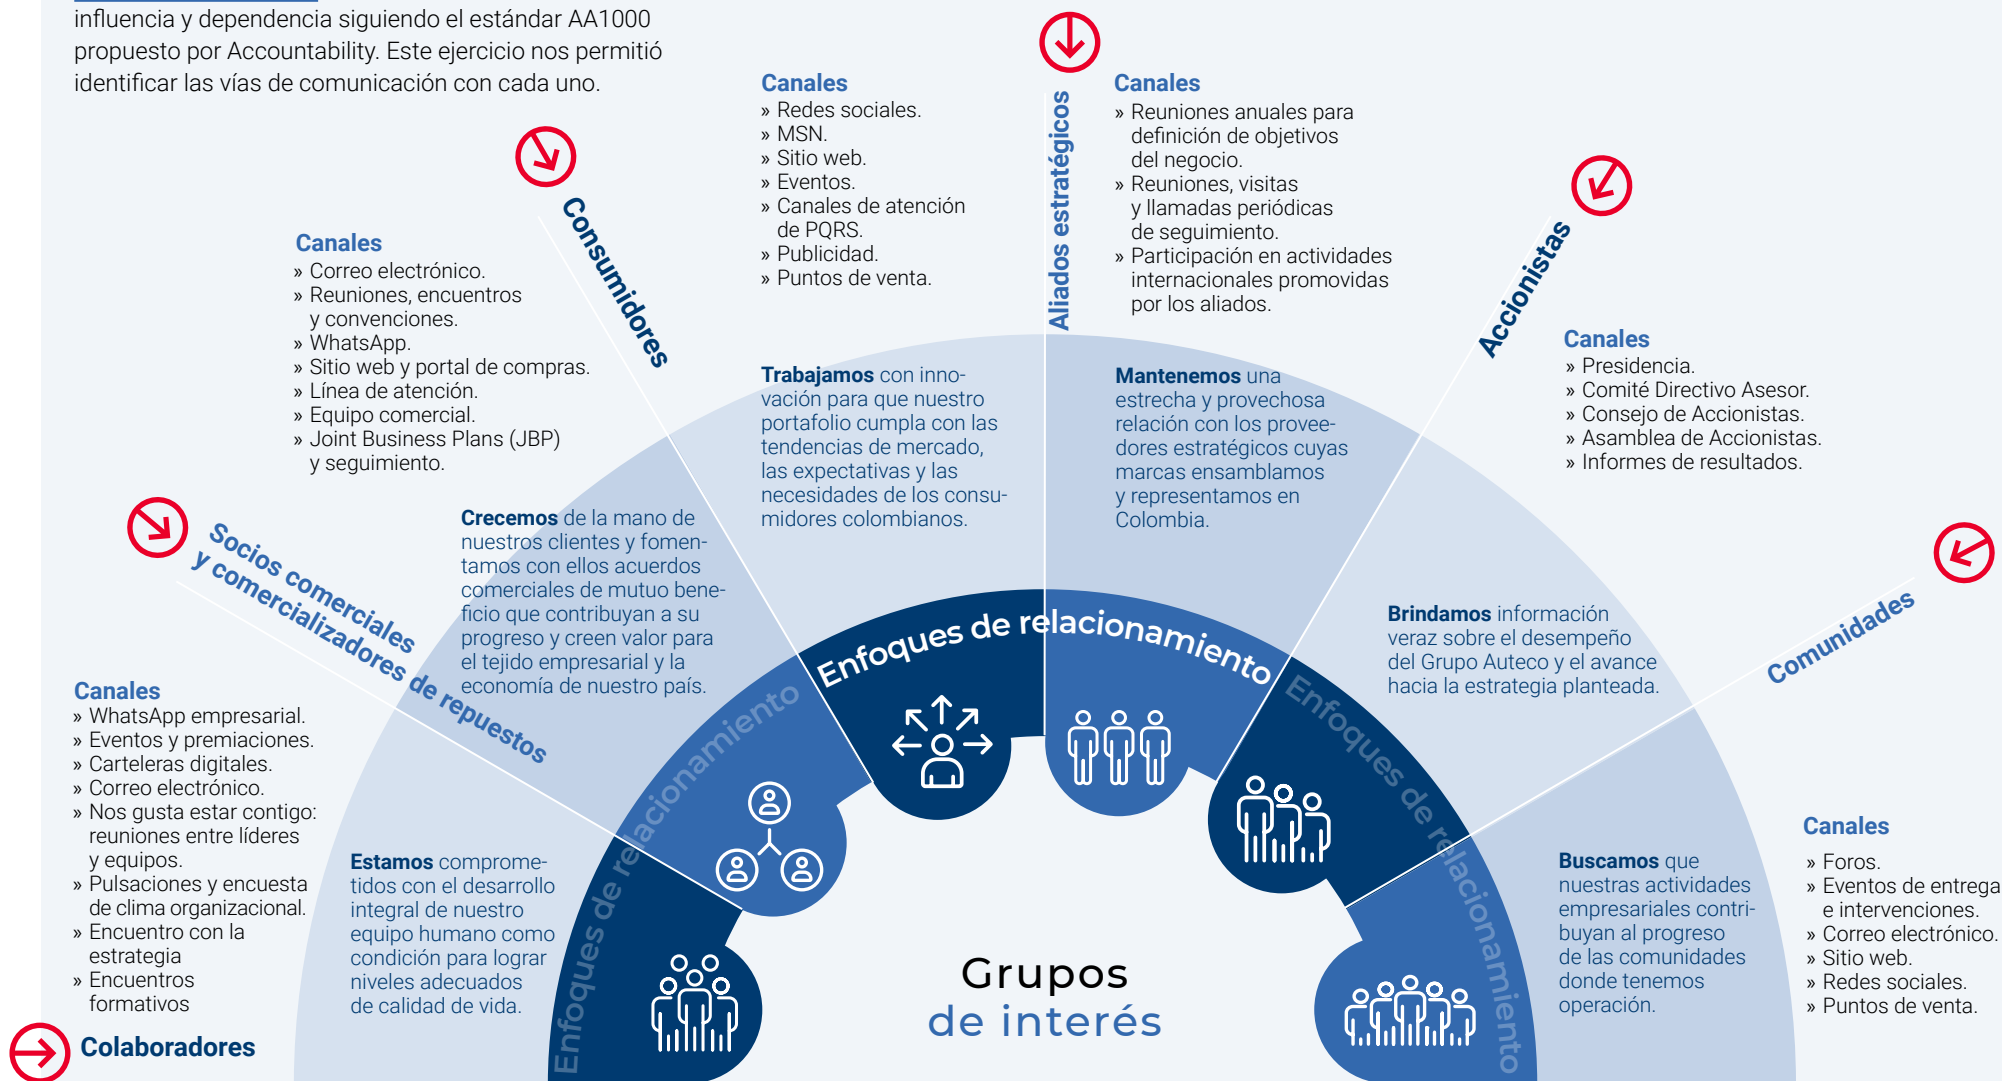 influencia y dependencia siguiendo el estándar AA1000
propuesto por Accountability. Este ejercicio nos permitió
identificar las vías de comunicación con cada uno.
Colaboradores
Canales
» WhatsApp empresarial.
» Eventos y premiaciones.
» Carteleras digitales.
» Correo electrónico.
» Nos gusta estar contigo:
reuniones entre líderes
y equipos.
» Pulsaciones y encuesta
de clima organizacional.
» Encuentro con la
estrategia
» Encuentros
formativos
Estamos comprome-
tidos con el desarrollo
integral de nuestro
equipo humano como
condición para lograr
niveles adecuados
de calidad de vida.
Socios comerciales
y comercializadores de repuestos
Canales
» Correo electrónico.
» Reuniones, encuentros
y convenciones.
» WhatsApp.
» Sitio web y portal de compras.
» Línea de atención.
» Equipo comercial.
» Joint Business Plans (JBP)
y seguimiento.
Crecemos de la mano de
nuestros clientes y fomen-
tamos con ellos acuerdos
comerciales de mutuo bene-
ficio que contribuyan a su
progreso y creen valor para
el tejido empresarial y la
economía de nuestro país.
Consumidores
Canales
» Redes sociales.
» MSN.
» Sitio web.
» Eventos.
» Canales de atención
de PQRS.
» Publicidad.
» Puntos de venta.
Trabajamos con inno-
vación para que nuestro
portafolio cumpla con las
tendencias de mercado,
las expectativas y las
necesidades de los consu-
midores colombianos.
Aliados estratégicos
Canales
» Reuniones anuales para
definición de objetivos
del negocio.
» Reuniones, visitas
y llamadas periódicas
de seguimiento.
» Participación en actividades
internacionales promovidas
por los aliados.
Mantenemos una
estrecha y provechosa
relación con los provee-
dores estratégicos cuyas
marcas ensamblamos
y representamos en
Colombia.
Accionistas
Canales
» Presidencia.
» Comité Directivo Asesor.
» Consejo de Accionistas.
» Asamblea de Accionistas.
» Informes de resultados.
Brindamos información
veraz sobre el desempeño
del Grupo Auteco y el avance
hacia la estrategia planteada.
Comunidades
Canales
» Foros.
» Eventos de entrega
e intervenciones.
» Correo electrónico.
» Sitio web.
» Redes sociales.
» Puntos de venta.
Buscamos que
nuestras actividades
empresariales contri-
buyan al progreso
de las comunidades
donde tenemos
operación.
Enfoques de relacionamiento
Enfoques de relacionamiento
Enfoques de relacionamiento
Grupos
de interés